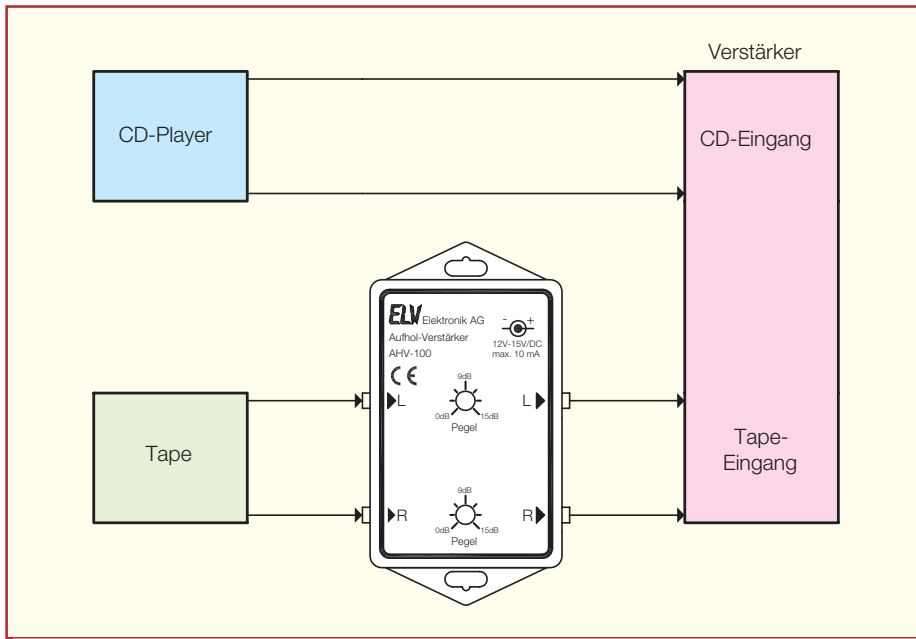 Verstärker
CD-Player
CD-Eingang
ELV Elektronik AG
Aufhol-Verstärker
AHV-100
- +
12V-15V/DC
max. 10 mA
CE
9dB
L
L
0dB
15dB
Pegel
Tape
Tape-
Eingang
9dB
R
R
0dB
15dB
Pegel